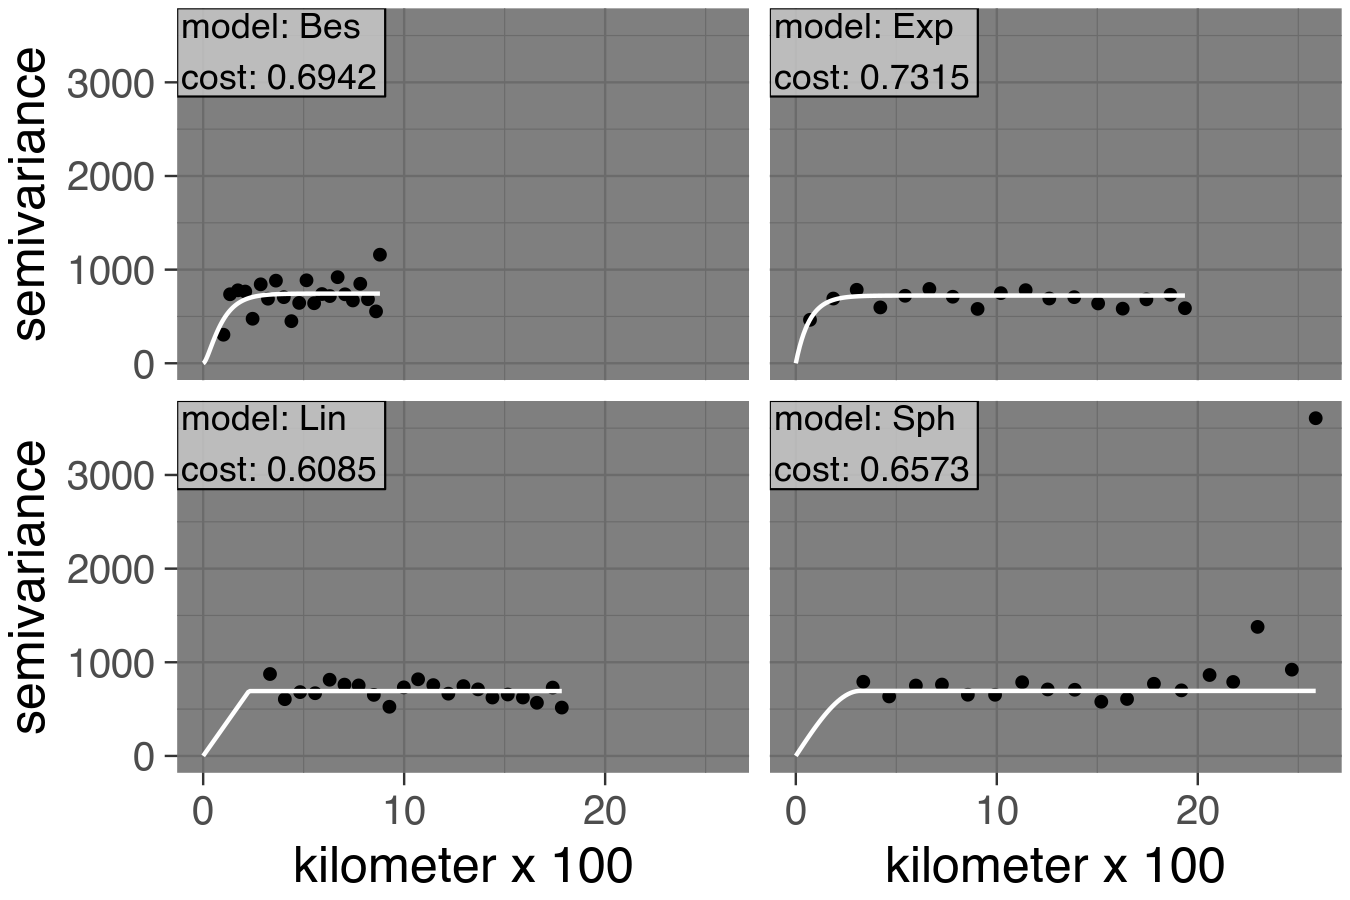 model: Bes
cost: 0.6942
model: Exp
cost: 0.7315
semivariance
3000
2000
1000
0
model: Lin
cost: 0.6085
model: Sph
cost: 0.6573
semivariance
3000
2000
1000
0
0 10 20
0 10 20
kilometer x 100
kilometer x 100